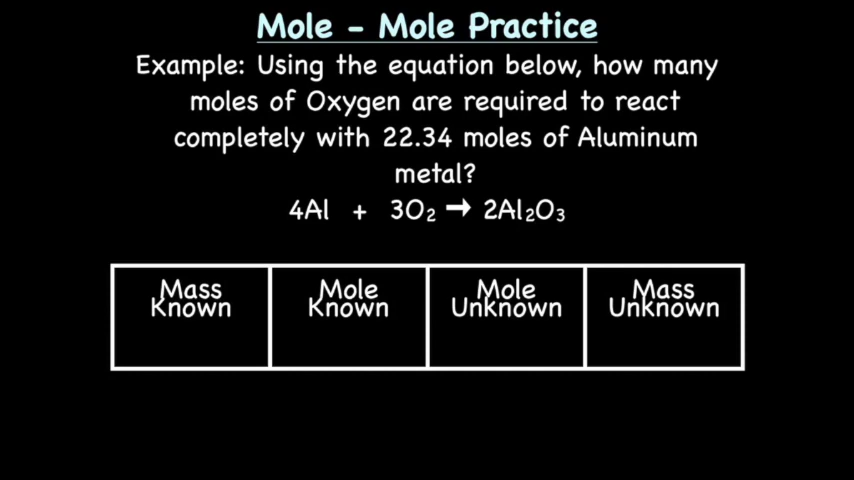 Mole - Mole Practice
Example: Using the equation below, how many
moles of Oxygen are required to react
completely with 22.34 moles of Aluminum
metal?
4Al + 3O₂ → 2Al₂O₃
Mass Known
Mole Known
Mole Unknown
Mass Unknown